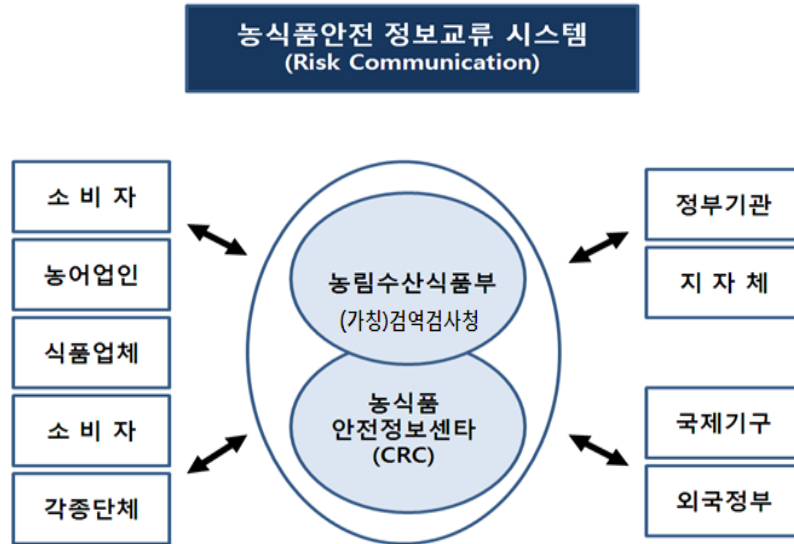 농식품안전 정보교류 시스템
(Risk Communication)
소 비 자
농어업인
식품업체
소 비 자
각종단체
농림수산식품부
(가칭)검역검사청
농식품
안전정보센타
(CRC)
정부기관
지 자 체
국제기구
외국정부